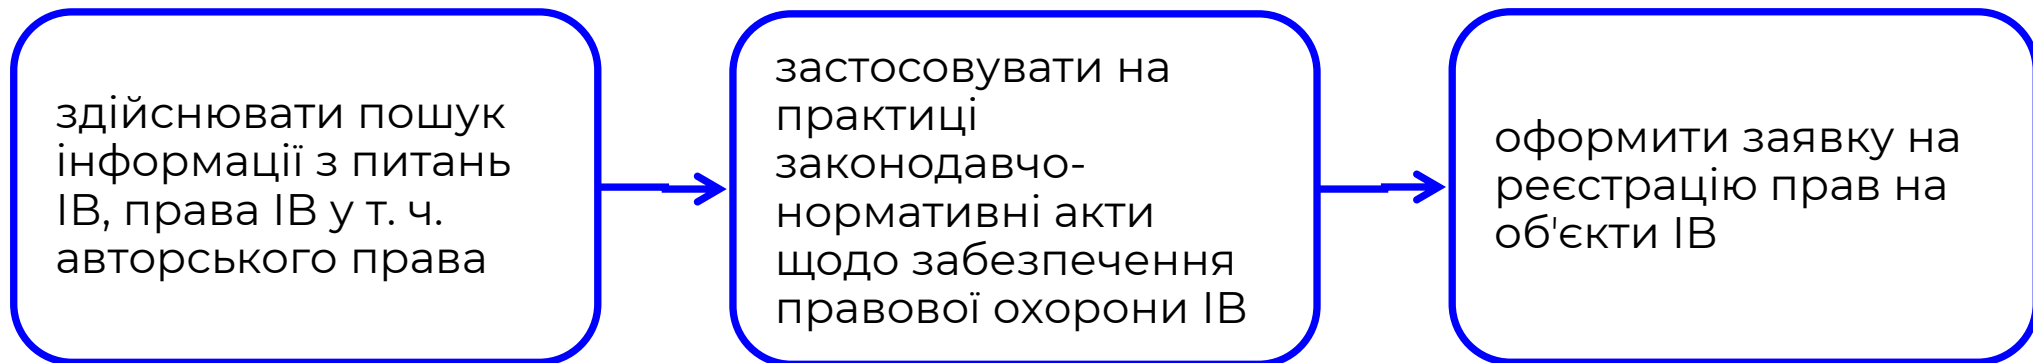 здійснювати пошук
інформації з питань
ІВ, права ІВ у т. ч.
авторського права
застосовувати на
практиці
законодавчо-
нормативні акти
щодо забезпечення
правової охорони ІВ
оформити заявку на
реєстрацію прав на
об'єкти ІВ